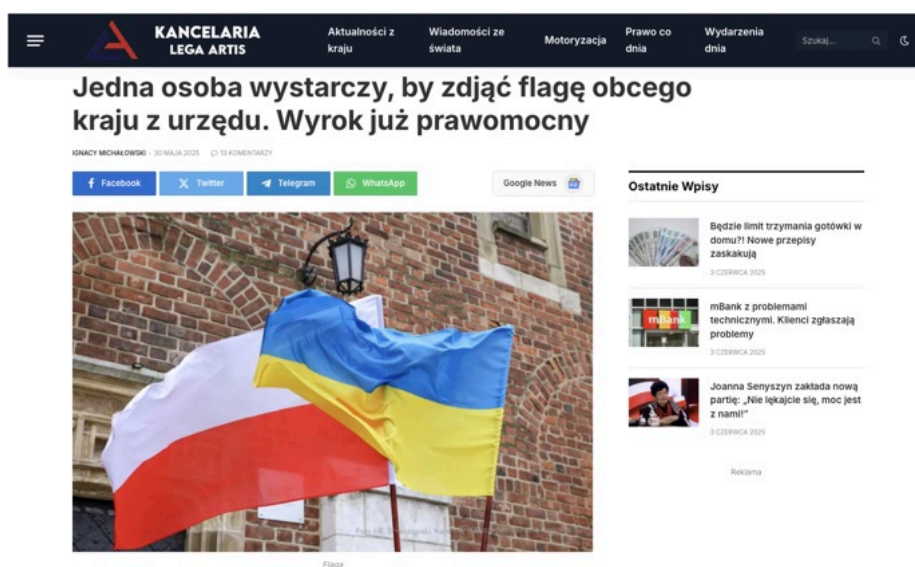 KANCELARIA
LEGA ARTIS
Aktualności z
kraju
Wiadomości ze
świata
Motoryzacja
Prawo co
dnia
Wydarzenia
dnia
Szukaj...
Jedna osoba wystarczy, by zdjąć flagę obcego
kraju z urzędu. Wyrok już prawomocny
IGNACY MICHAŁOWSKI – 30 MAJA 2025 13 KOMENTARZY
Facebook
Twitter
Telegram
WhatsApp
Google News
Ostatnie Wpisy
Będzie limit trzymania gotówki w
domu?! Nowe przepisy
zaskakują
3 CZERWCA 2025
mBank
mBank z problemami
technicznymi. Klienci zgłaszają
problemy
3 CZERWCA 2025
Joanna Senyszyn zakłada nową
partię: „Nie lękajcie się, moc jest
z nami!”
3 CZERWCA 2025
Reklama
Flaga